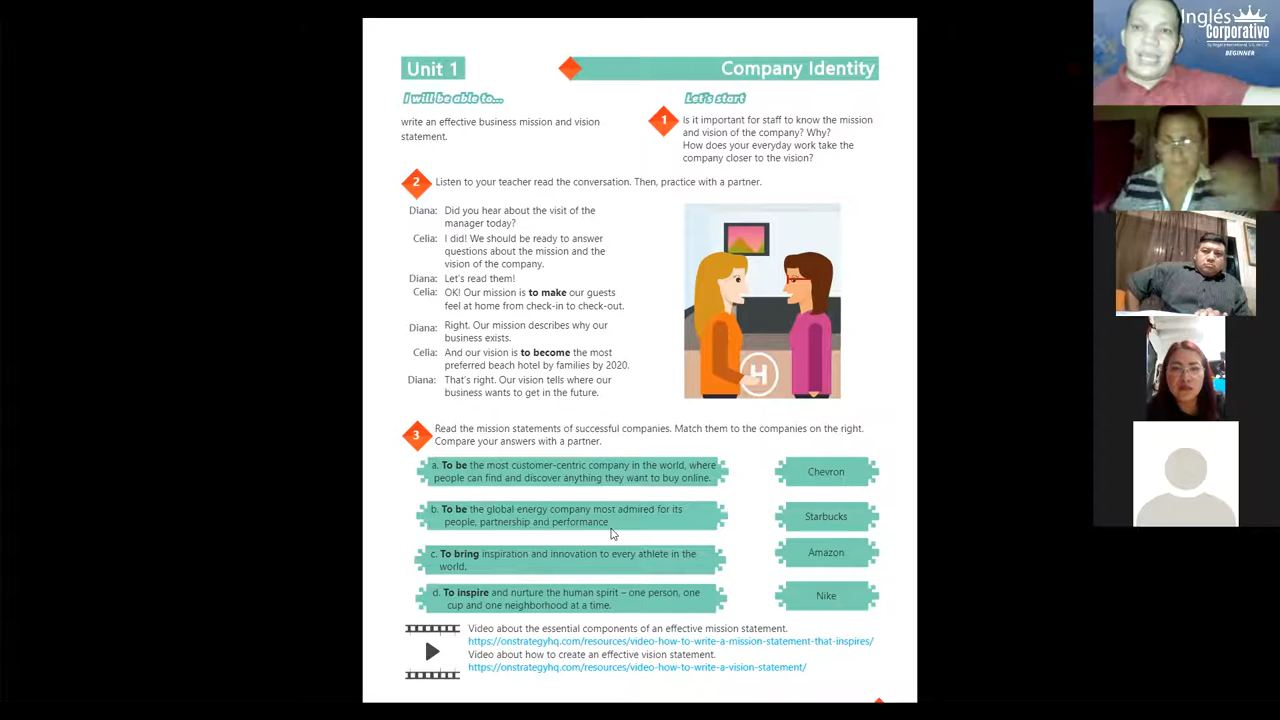 Unit 1
Company Identity
I will be able to...
write an effective business mission and vision
statement.
Let's start
1
Is it important for staff to know the mission
and vision of the company? Why?
How does your everyday work take the
company closer to the vision?
2
Listen to your teacher read the conversation. Then, practice with a partner.
Diana: Did you hear about the visit of the
manager today?
Celia: I did! We should be ready to answer
questions about the mission and the
vision of the company.
Diana: Let's read them!
Celia: OK! Our mission is to make our guests
feel at home from check-in to check-out.
Diana: Right. Our mission describes why our
business exists.
Celia: And our vision is to become the most
preferred beach hotel by families by 2020.
Diana: That's right. Our vision tells where our
business wants to get in the future.
H
3
Read the mission statements of successful companies. Match them to the companies on the right.
Compare your answers with a partner.
a. To be the most customer-centric company in the world, where
people can find and discover anything they want to buy online.
Chevron
b. To be the global energy company most admired for its
people, partnership and performance
Starbucks
c. To bring inspiration and innovation to every athlete in the
world.
Amazon
d. To inspire and nurture the human spirit – one person, one
cup and one neighborhood at a time.
Nike
Video about the essential components of an effective mission statement.
https://onstrategyhq.com/resources/video-how-to-write-a-mission-statement-that-inspires/
Video about how to create an effective vision statement.
https://onstrategyhq.com/resources/video-how-to-write-a-vision-statement/
Inglés
Corporativo
BEGINNER